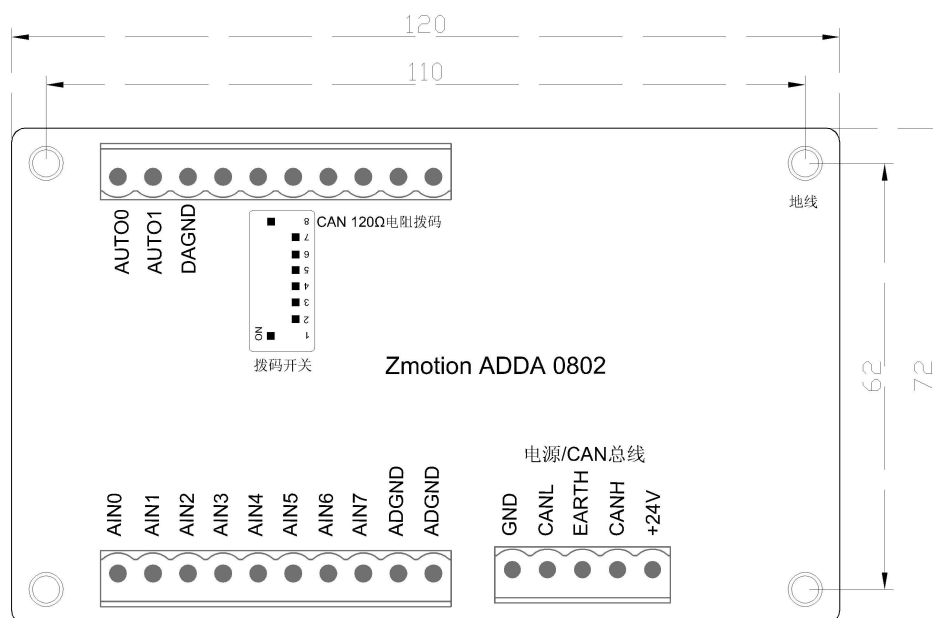 120
110
地线
AUTO0
AUTO1
DAGND
8 CAN 120Ω电阻拨码
7
6
5
4
3
2
1
ON
拨码开关
Zmotion ADDA 0802
62
72
电源/CAN总线
AIN0
AIN1
AIN2
AIN3
AIN4
AIN5
AIN6
AIN7
ADGND
ADGND
GND
CANL
EARTH
CANH
+24V